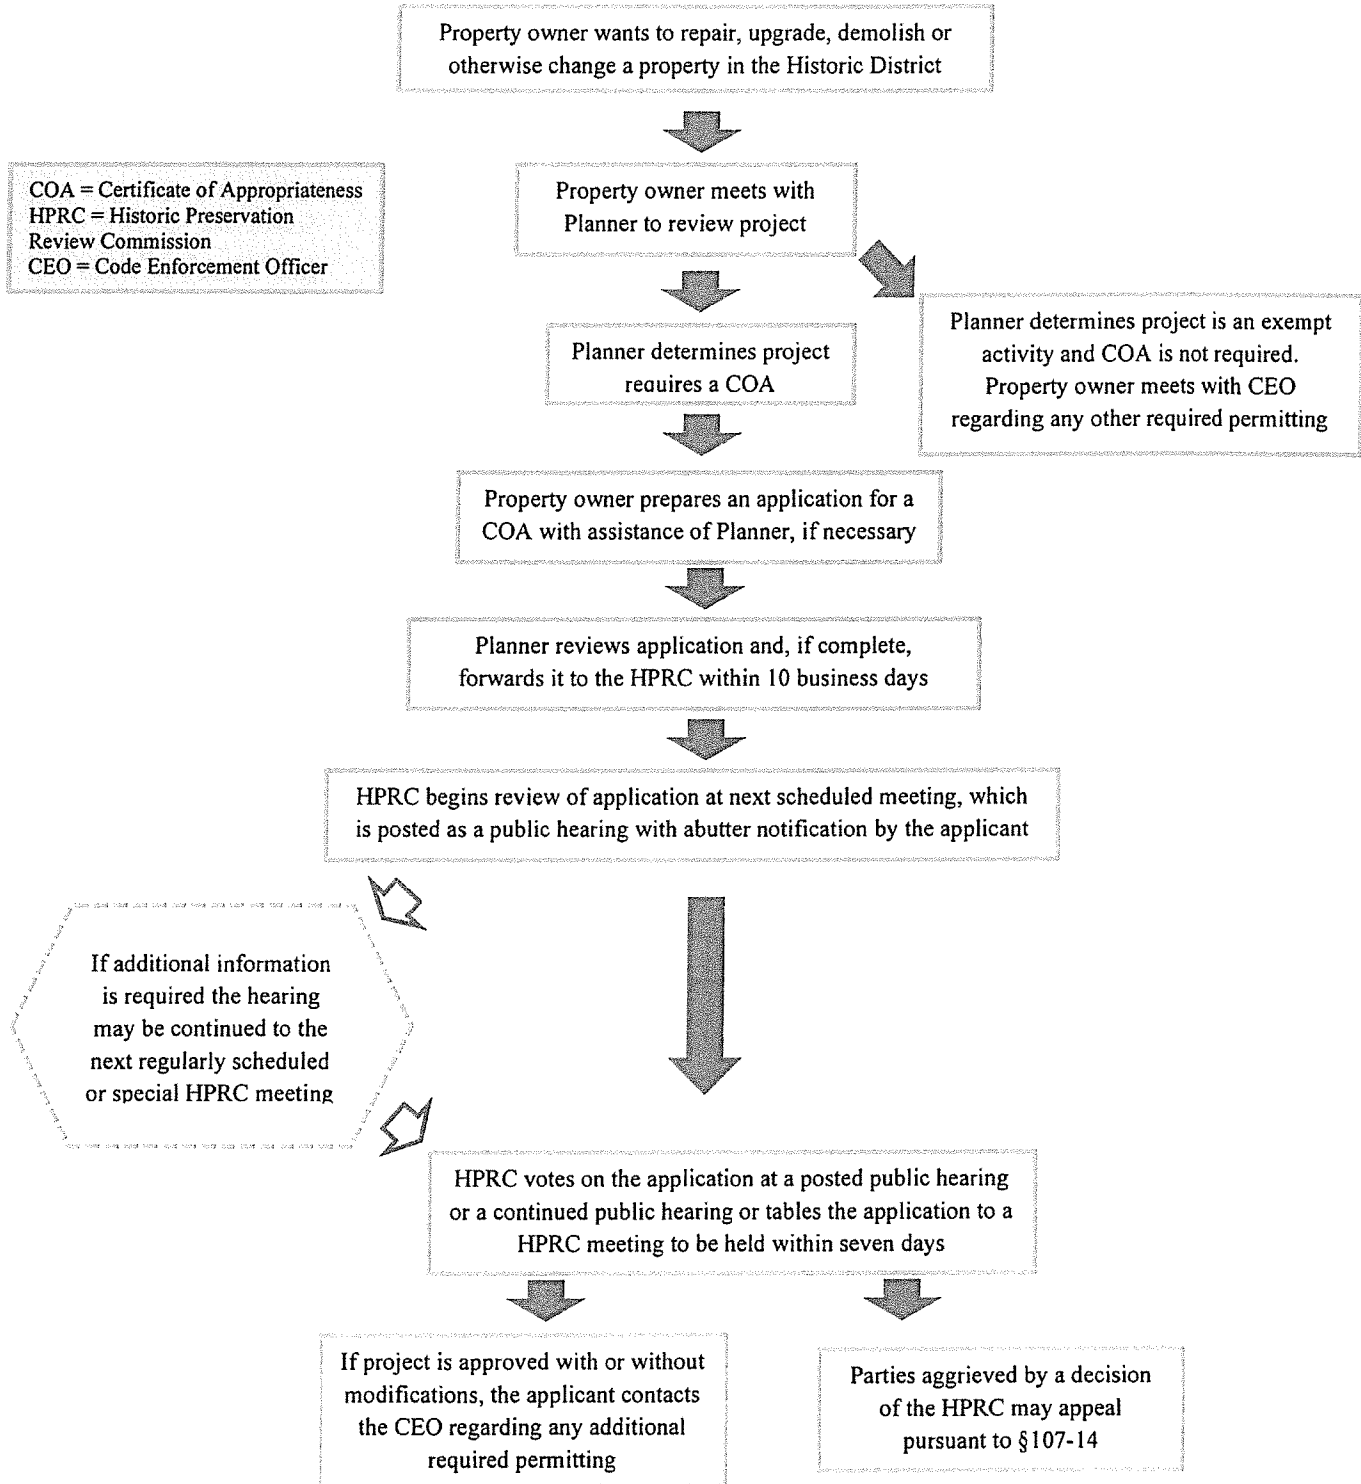 Property owner wants to repair, upgrade, demolish or
otherwise change a property in the Historic District
COA = Certificate of Appropriateness
HPRC = Historic Preservation
Review Commission
CEO = Code Enforcement Officer
Property owner meets with
Planner to review project
Planner determines project
requires a COA
Planner determines project is an exempt
activity and COA is not required.
Property owner meets with CEO
regarding any other required permitting
Property owner prepares an application for a
COA with assistance of Planner, if necessary
Planner reviews application and, if complete,
forwards it to the HPRC within 10 business days
HPRC begins review of application at next scheduled meeting, which
is posted as a public hearing with abutter notification by the applicant
If additional information
is required the hearing
may be continued to the
next regularly scheduled
or special HPRC meeting
HPRC votes on the application at a posted public hearing
or a continued public hearing or tables the application to a
HPRC meeting to be held within seven days
If project is approved with or without
modifications, the applicant contacts
the CEO regarding any additional
required permitting
Parties aggrieved by a decision
of the HPRC may appeal
pursuant to §107-14